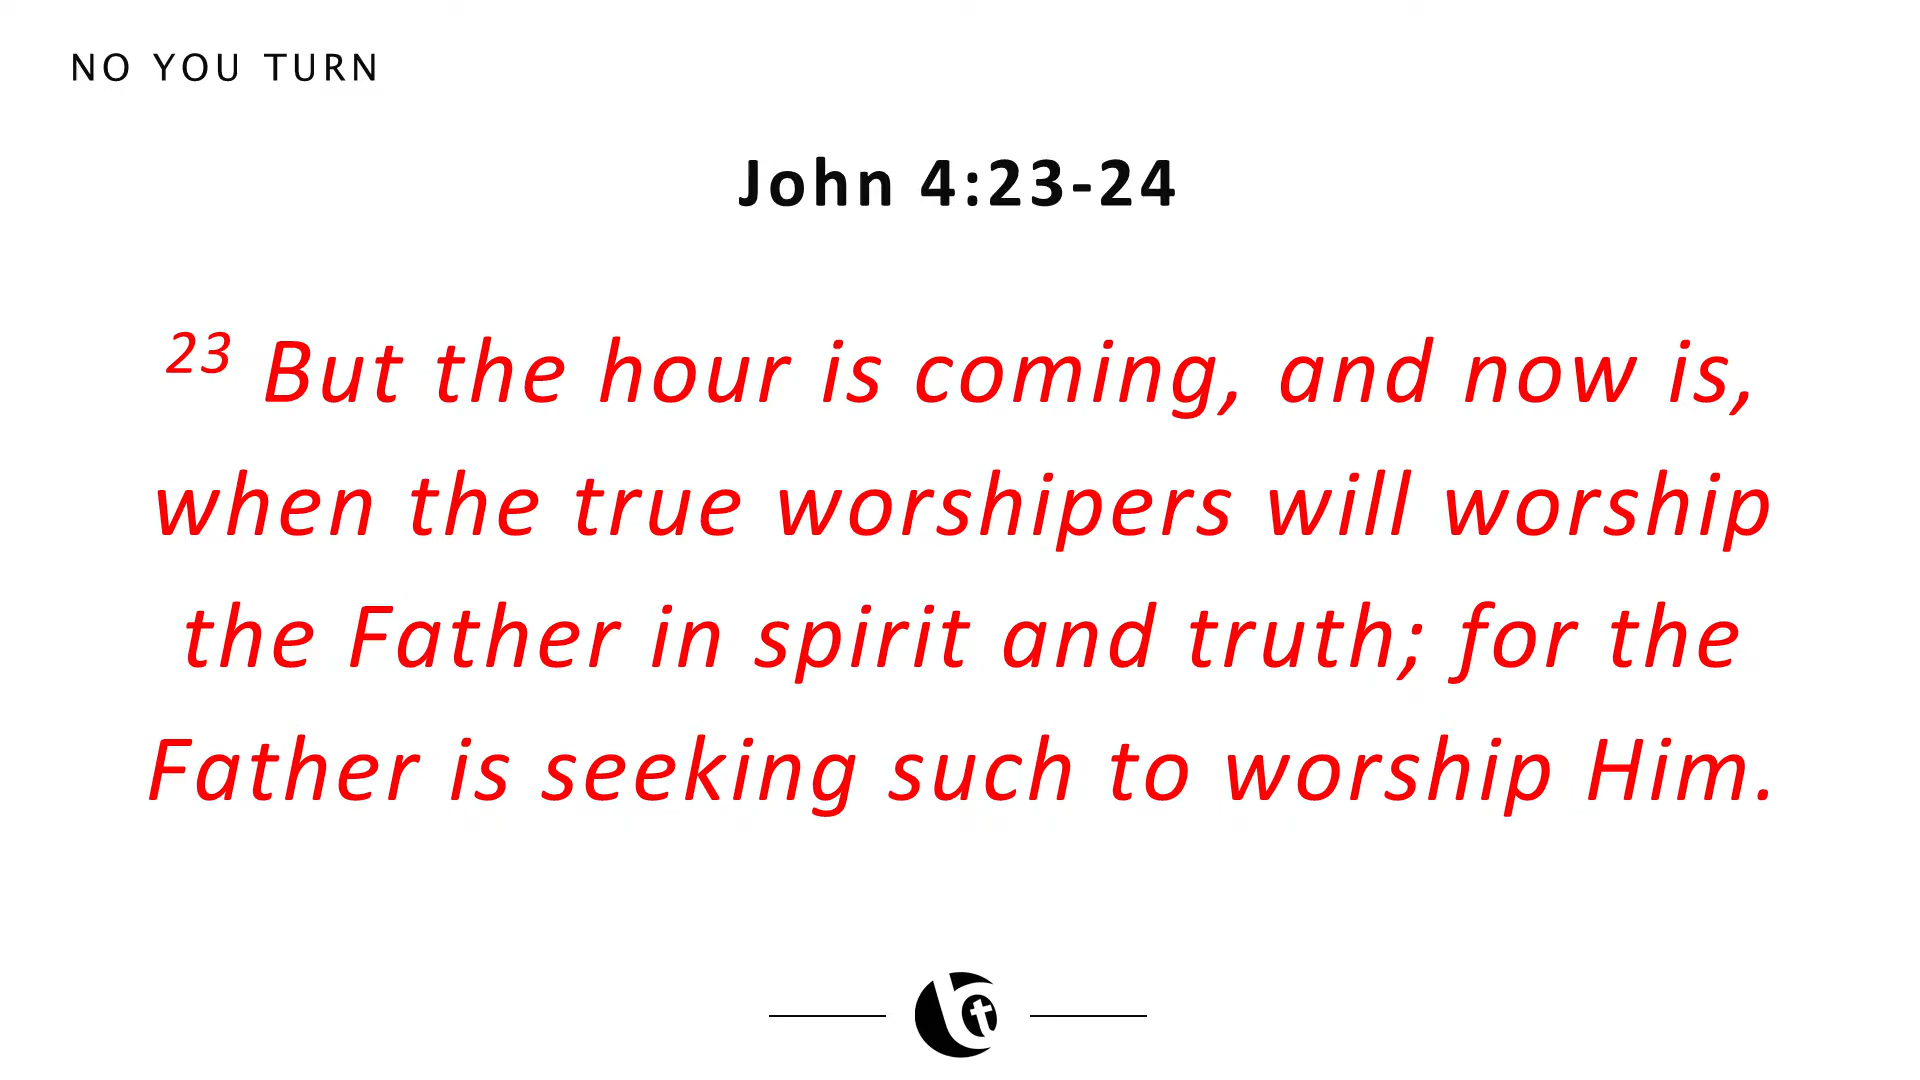 NO YOU TURN
John 4:23-24
23 But the hour is coming, and now is,
when the true worshipers will worship
the Father in spirit and truth; for the
Father is seeking such to worship Him.